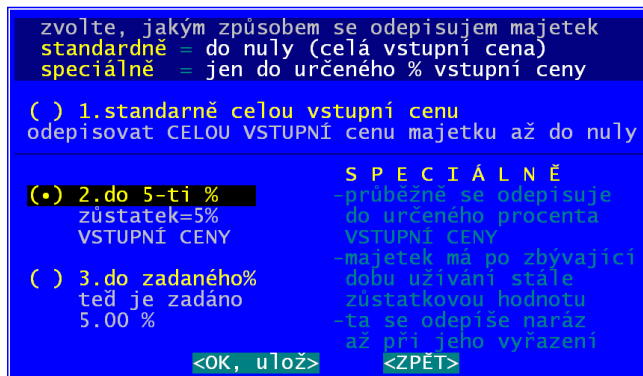 zvolte, jakým způsobem se odepisujem majetek
standardně = do nuly (celá vstupní cena)
speciálně = jen do určeného % vstupní ceny
( ) 1.standarně celou vstupní cenu
odepisovat CELOU VSTUPNÍ cenu majetku až do nuly
S P E C I Á L N Ě
(•) 2.do 5-ti % -průběžně se odepisuje
zůstatek=5% do určeného procenta
VSTUPNÍ CENY VSTUPNÍ CENY
-majetek má po zbývající
( ) 3.do zadaného% dobu užívání stále
teď je zadáno zůstatkovou hodnotu
5.00 % -ta se odepíše naráz
až při jeho vyřazení
<OK, ulož> <ZPĚT>